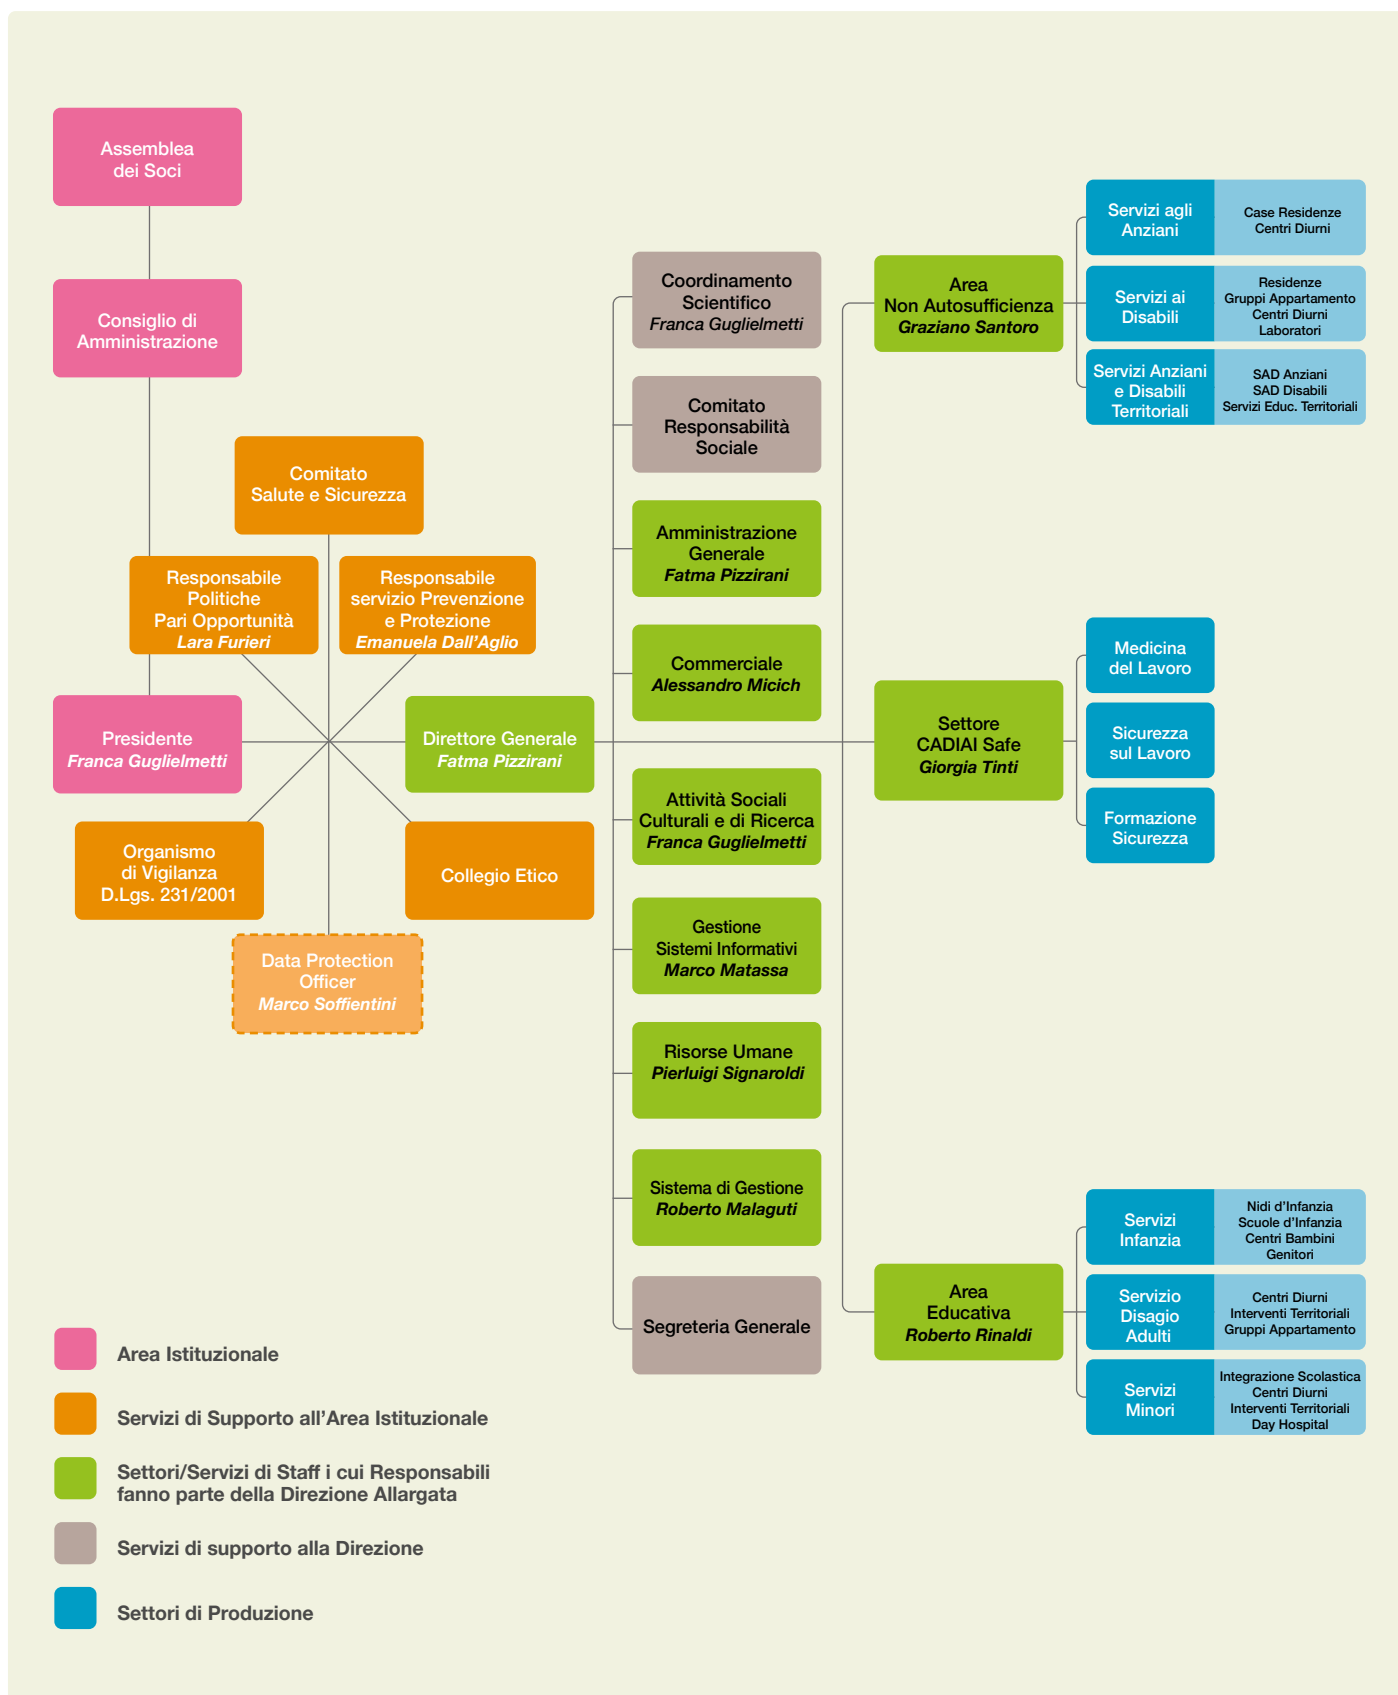 Assemblea
dei Soci
Consiglio di
Amministrazione
Comitato
Salute e Sicurezza
Responsabile
Politiche
Pari Opportunità
Lara Furieri
Responsabile
servizio Prevenzione
e Protezione
Emanuela Dall'Aglio
Presidente
Franca Guglielmetti
Direttore Generale
Fatma Pizzirani
Organismo
di Vigilanza
D.Lgs. 231/2001
Collegio Etico
Data Protection
Officer
Marco Soffientini
Coordinamento
Scientifico
Franca Guglielmetti
Comitato
Responsabilità
Sociale
Amministrazione
Generale
Fatma Pizzirani
Commerciale
Alessandro Micich
Attività Sociali
Culturali e di Ricerca
Franca Guglielmetti
Gestione
Sistemi Informativi
Marco Matassa
Risorse Umane
Pierluigi Signaroldi
Sistema di Gestione
Roberto Malaguti
Segreteria Generale
Area
Non Autosufficienza
Graziano Santoro
Servizi agli
Anziani
Case Residenze
Centri Diurni
Servizi ai
Disabili
Residenze
Gruppi Appartamento
Centri Diurni
Laboratori
Servizi Anziani
e Disabili
Territoriali
SAD Anziani
SAD Disabili
Servizi Educ. Territoriali
Settore
CADIAI Safe
Giorgia Tinti
Medicina
del Lavoro
Sicurezza
sul Lavoro
Formazione
Sicurezza
Area
Educativa
Roberto Rinaldi
Servizi
Infanzia
Nidi d'Infanzia
Scuole d'Infanzia
Centri Bambini
Genitori
Servizio
Disagio
Adulti
Centri Diurni
Interventi Territoriali
Gruppi Appartamento
Servizi
Minori
Integrazione Scolastica
Centri Diurni
Interventi Territoriali
Day Hospital
Area Istituzionale
Servizi di Supporto all'Area Istituzionale
Settori/Servizi di Staff i cui Responsabili
fanno parte della Direzione Allargata
Servizi di supporto alla Direzione
Settori di Produzione